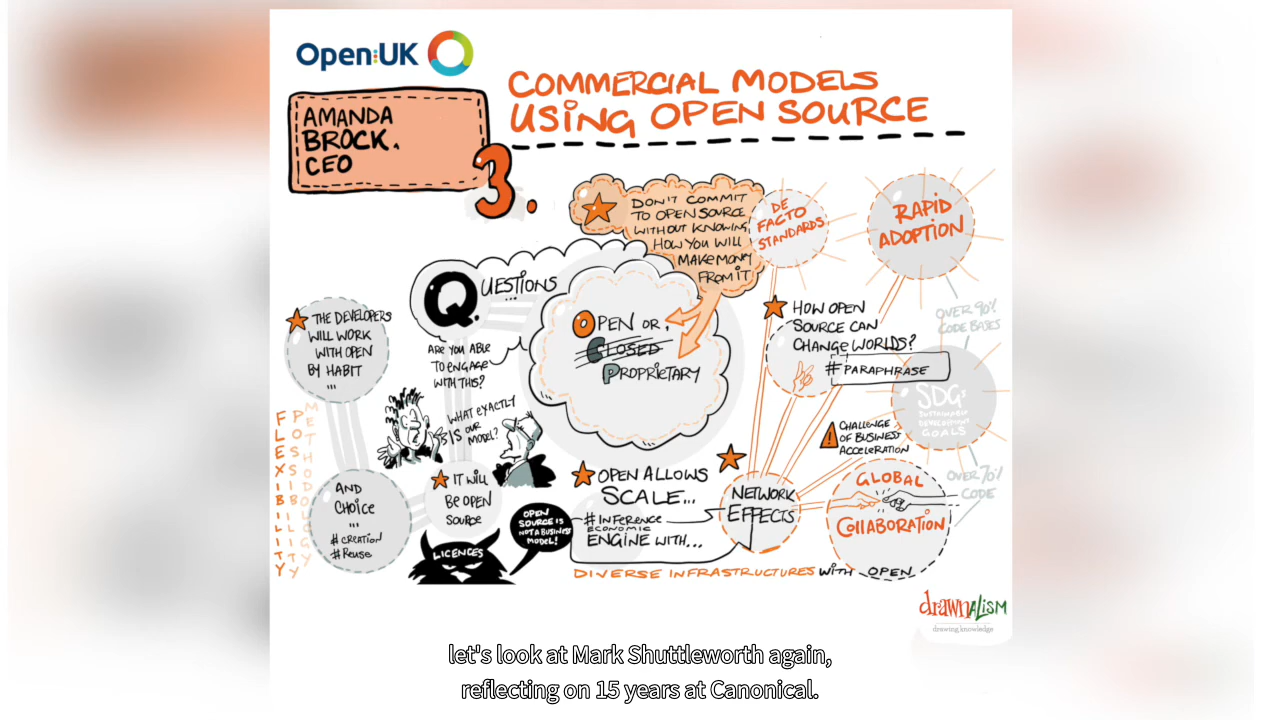 Open:UK
COMMERCIAL MODELS
USING OPEN SOURCE
AMANDA
BROCK.
CEO
3.
DON'T COMMIT
TO OPEN SOURCE
WITHOUT KNOWING
HOW YOU WILL
MAKE MONEY
FROM IT
DE
FACTO
STANDARDS
RAPID
ADOPTION
QUESTIONS
...
THE DEVELOPERS
WILL WORK
WITH OPEN
BY HABIT
...
ARE YOU ABLE
TO ENGAGE
WITH THIS?
WHAT EXACTLY
IS OUR
MODEL?
OPEN OR,
CLOSED
PROPRIETARY
HOW OPEN
SOURCE CAN
CHANGE WORLDS?
#PARAPHRASE
OVER 90%
CODE BASES
SDGs
SUSTAINABLE
DEVELOPMENT
GOALS
CHALLENGE
OF BUSINESS
ACCELERATION
OVER 70%
CODE
FLEXIBILITY
POSSIBILITY
METHODOLOGY
AND
CHOICE
...
#CREATION
#REUSE
IT WILL
BE OPEN
SOURCE
OPEN
SOURCE IS
NOT A BUSINESS
MODEL!
LICENCES
OPEN ALLOWS
SCALE...
#INFERENCE
ECONOMIC
ENGINE WITH...
NETWORK
EFFECTS
GLOBAL
COLLABORATION
DIVERSE INFRASTRUCTURES WITH OPEN
drawnALISM
drawing.knowledge
let's look at Mark Shuttleworth again,
reflecting on 15 years at Canonical.